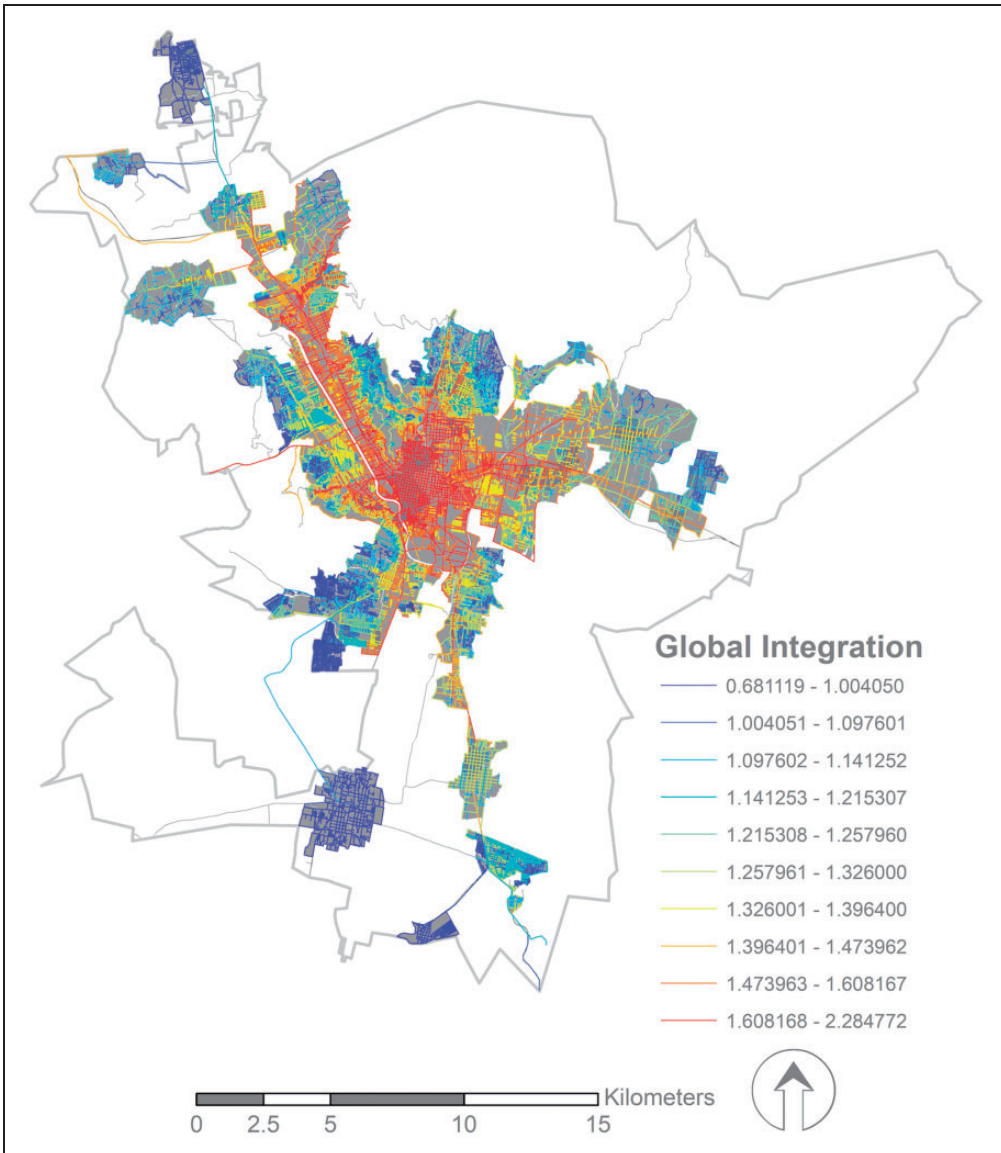 Global Integration
0.681119 - 1.004050
1.004051 - 1.097601
1.097602 - 1.141252
1.141253 - 1.215307
1.215308 - 1.257960
1.257961 - 1.326000
1.326001 - 1.396400
1.396401 - 1.473962
1.473963 - 1.608167
1.608168 - 2.284772
Kilometers
0 2.5 5 10 15